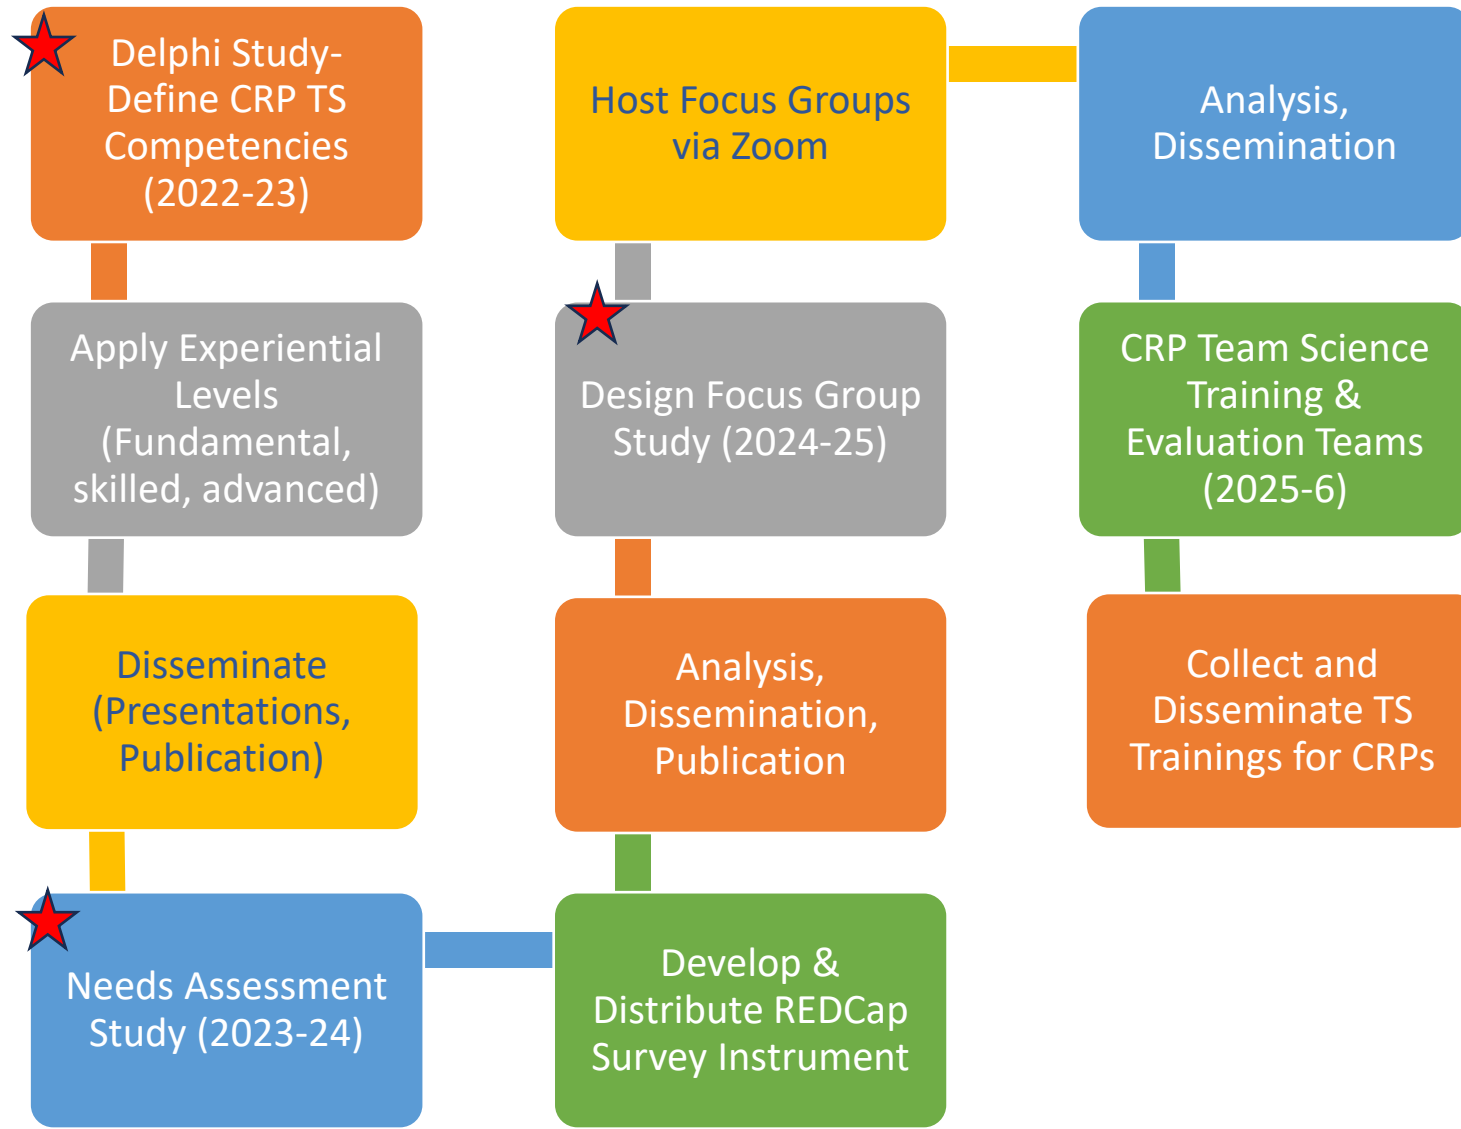 Delphi Study-
Define CRP TS
Competencies
(2022-23)
Apply Experiential
Levels
(Fundamental,
skilled, advanced)
Disseminate
(Presentations,
Publication)
Needs Assessment
Study (2023-24)
Develop &
Distribute REDCap
Survey Instrument
Analysis,
Dissemination,
Publication
Design Focus Group
Study (2024-25)
Host Focus Groups
via Zoom
Analysis,
Dissemination
CRP Team Science
Training &
Evaluation Teams
(2025-6)
Collect and
Disseminate TS
Trainings for CRPs